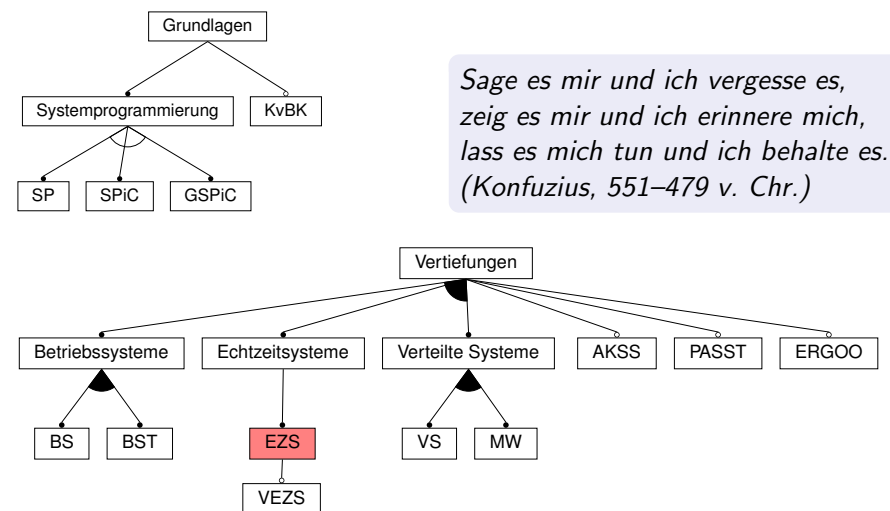 Grundlagen
Systemprogrammierung
KvBK
SP
SPiC
GSPiC
Sage es mir und ich vergesse es,
zeig es mir und ich erinnere mich,
lass es mich tun und ich behalte es.
(Konfuzius, 551–479 v. Chr.)
Vertiefungen
Betriebssysteme
Echtzeitsysteme
Verteilte Systeme
AKSS
PASST
ERGOO
BS
BST
EZS
VS
MW
VEZS